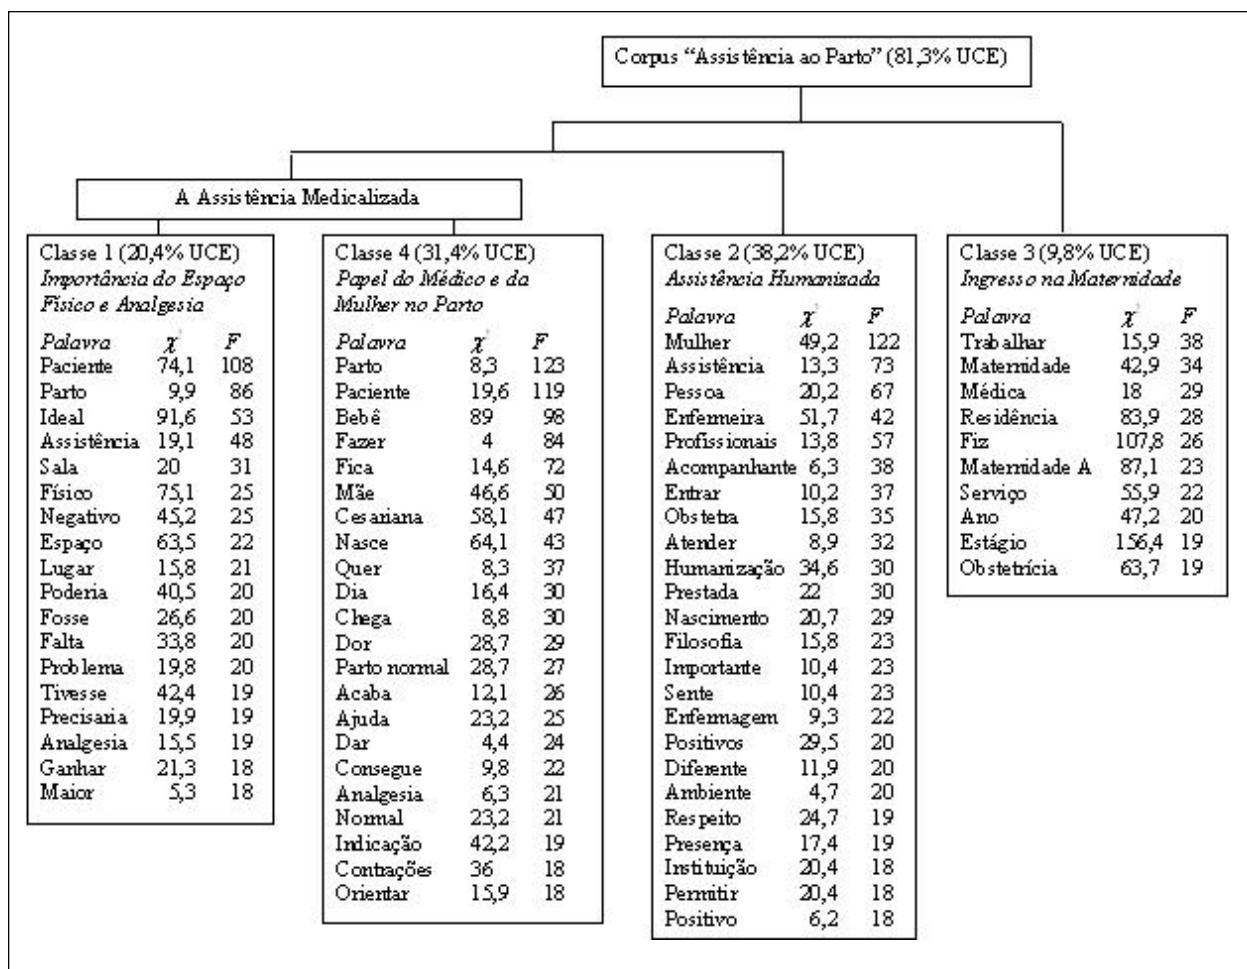 Corpus “Assistência ao Parto” (81,3% UCE)
A Assistência Medicalizada
Classe 1 (20,4% UCE)
Importância do Espaço
Físico e Analgesia
Palavra χ² F
Paciente 74,1 108
Parto 9,9 86
Ideal 91,6 53
Assistência 19,1 48
Sala 20 31
Físico 75,1 25
Negativo 45,2 25
Espaço 63,5 22
Lugar 15,8 21
Poderia 40,5 20
Fosse 26,6 20
Falta 33,8 20
Problema 19,8 20
Tivesse 42,4 19
Precisaria 19,9 19
Analgesia 15,5 19
Ganhar 21,3 18
Maior 5,3 18
Classe 4 (31,4% UCE)
Papel do Médico e da
Mulher no Parto
Palavra χ² F
Parto 8,3 123
Paciente 19,6 119
Bebê 89 98
Fazer 4 84
Fica 14,6 72
Mãe 46,6 50
Cesariana 58,1 47
Nasce 64,1 43
Quer 8,3 37
Dia 16,4 30
Chega 8,8 30
Dor 28,7 29
Parto normal 28,7 27
Acaba 12,1 26
Ajuda 23,2 25
Dar 4,4 24
Consegue 9,8 22
Analgesia 6,3 21
Normal 23,2 21
Indicação 42,2 19
Contrações 36 18
Orientar 15,9 18
Classe 2 (38,2% UCE)
Assistência Humanizada
Palavra χ² F
Mulher 49,2 122
Assistência 13,3 73
Pessoa 20,2 67
Enfermeira 51,7 42
Profissionais 13,8 57
Acompanhante 6,3 38
Entrar 10,2 37
Obstetra 15,8 35
Atender 8,9 32
Humanização 34,6 30
Prestada 22 30
Nascimento 20,7 29
Filosofia 15,8 23
Importante 10,4 23
Sente 10,4 23
Enfermagem 9,3 22
Positivos 29,5 20
Diferente 11,9 20
Ambiente 4,7 20
Respeito 24,7 19
Presença 17,4 19
Instituição 20,4 18
Permitir 20,4 18
Positivo 6,2 18
Classe 3 (9,8% UCE)
Ingresso na Maternidade
Palavra χ² F
Trabalhar 15,9 38
Maternidade 42,9 34
Médica 18 29
Residência 83,9 28
Fiz 107,8 26
Maternidade A 87,1 23
Serviço 55,9 22
Ano 47,2 20
Estágio 156,4 19
Obstetrícia 63,7 19